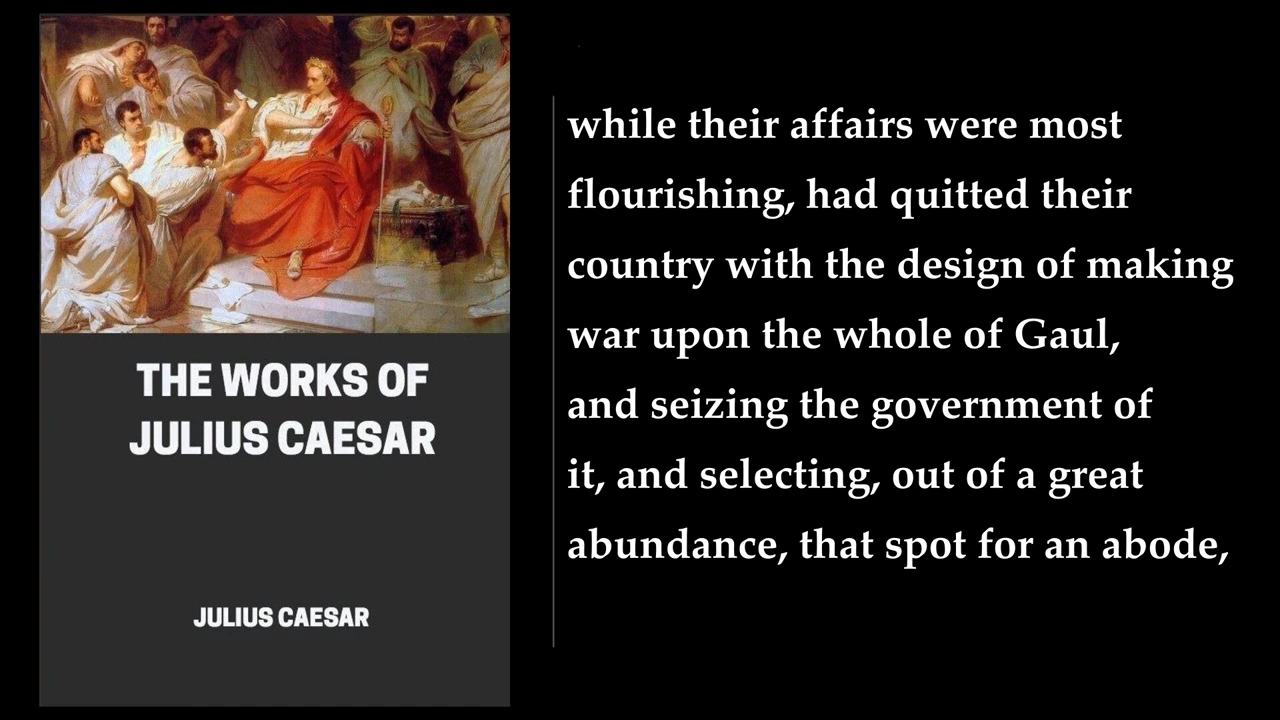 THE WORKS OF
JULIUS CAESAR
JULIUS CAESAR
while their affairs were most
flourishing, had quitted their
country with the design of making
war upon the whole of Gaul,
and seizing the government of
it, and selecting, out of a great
abundance, that spot for an abode,